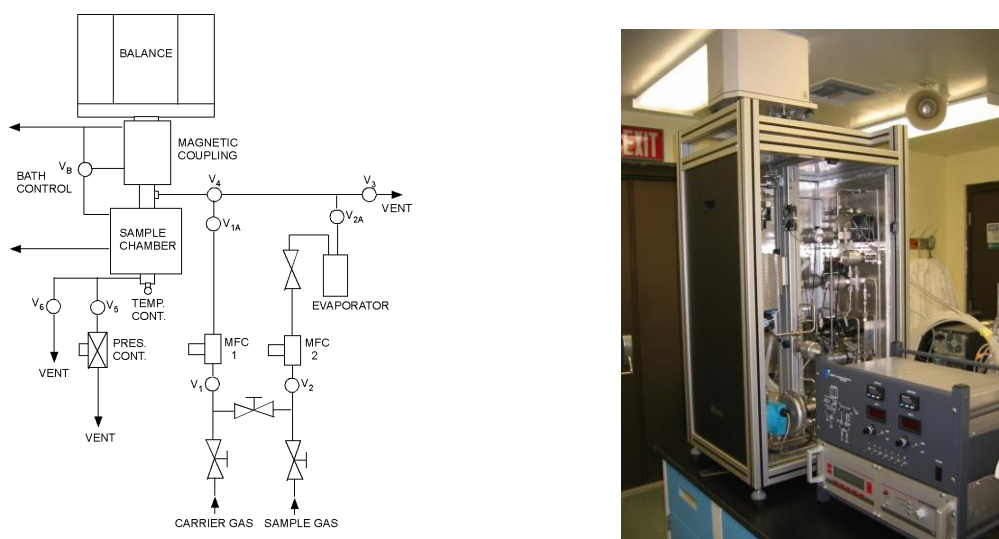 BALANCE
MAGNETIC
COUPLING
VB
BATH
CONTROL
V4
V3
VENT
V1A
V2A
SAMPLE
CHAMBER
EVAPORATOR
TEMP.
CONT.
V6
V5
PRES.
CONT.
VENT
MFC
1
MFC
2
V1
V2
VENT
CARRIER GAS
SAMPLE GAS
EXIT